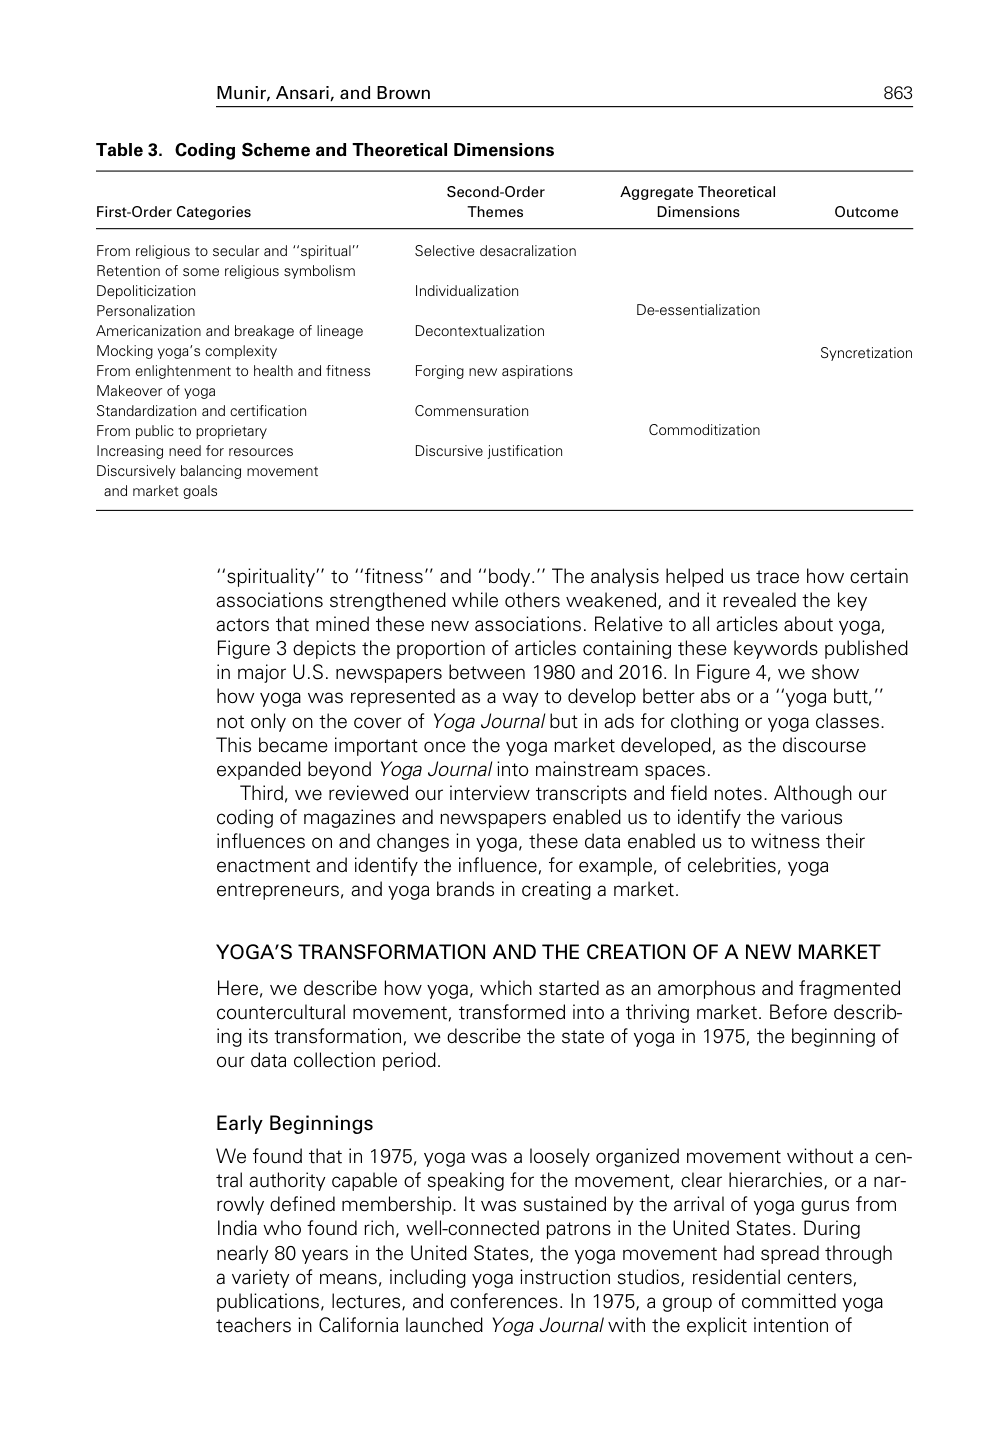 Munir, Ansari, and Brown 863
Table 3. Coding Scheme and Theoretical Dimensions
First-Order Categories Second-Order Themes Aggregate Theoretical Dimensions Outcome
From religious to secular and ‘‘spiritual’’ Selective desacralization
Retention of some religious symbolism
Depoliticization Individualization
Personalization De-essentialization
Americanization and breakage of lineage Decontextualization
Mocking yoga’s complexity Syncretization
From enlightenment to health and fitness Forging new aspirations
Makeover of yoga
Standardization and certification Commensuration
From public to proprietary Commoditization
Increasing need for resources Discursive justification
Discursively balancing movement
and market goals
‘‘spirituality’’ to ‘‘fitness’’ and ‘‘body.’’ The analysis helped us trace how certain
associations strengthened while others weakened, and it revealed the key
actors that mined these new associations. Relative to all articles about yoga,
Figure 3 depicts the proportion of articles containing these keywords published
in major U.S. newspapers between 1980 and 2016. In Figure 4, we show
how yoga was represented as a way to develop better abs or a ‘‘yoga butt,’’
not only on the cover of Yoga Journal but in ads for clothing or yoga classes.
This became important once the yoga market developed, as the discourse
expanded beyond Yoga Journal into mainstream spaces.
Third, we reviewed our interview transcripts and field notes. Although our
coding of magazines and newspapers enabled us to identify the various
influences on and changes in yoga, these data enabled us to witness their
enactment and identify the influence, for example, of celebrities, yoga
entrepreneurs, and yoga brands in creating a market.
YOGA’S TRANSFORMATION AND THE CREATION OF A NEW MARKET
Here, we describe how yoga, which started as an amorphous and fragmented
countercultural movement, transformed into a thriving market. Before describ-
ing its transformation, we describe the state of yoga in 1975, the beginning of
our data collection period.
Early Beginnings
We found that in 1975, yoga was a loosely organized movement without a cen-
tral authority capable of speaking for the movement, clear hierarchies, or a nar-
rowly defined membership. It was sustained by the arrival of yoga gurus from
India who found rich, well-connected patrons in the United States. During
nearly 80 years in the United States, the yoga movement had spread through
a variety of means, including yoga instruction studios, residential centers,
publications, lectures, and conferences. In 1975, a group of committed yoga
teachers in California launched Yoga Journal with the explicit intention of